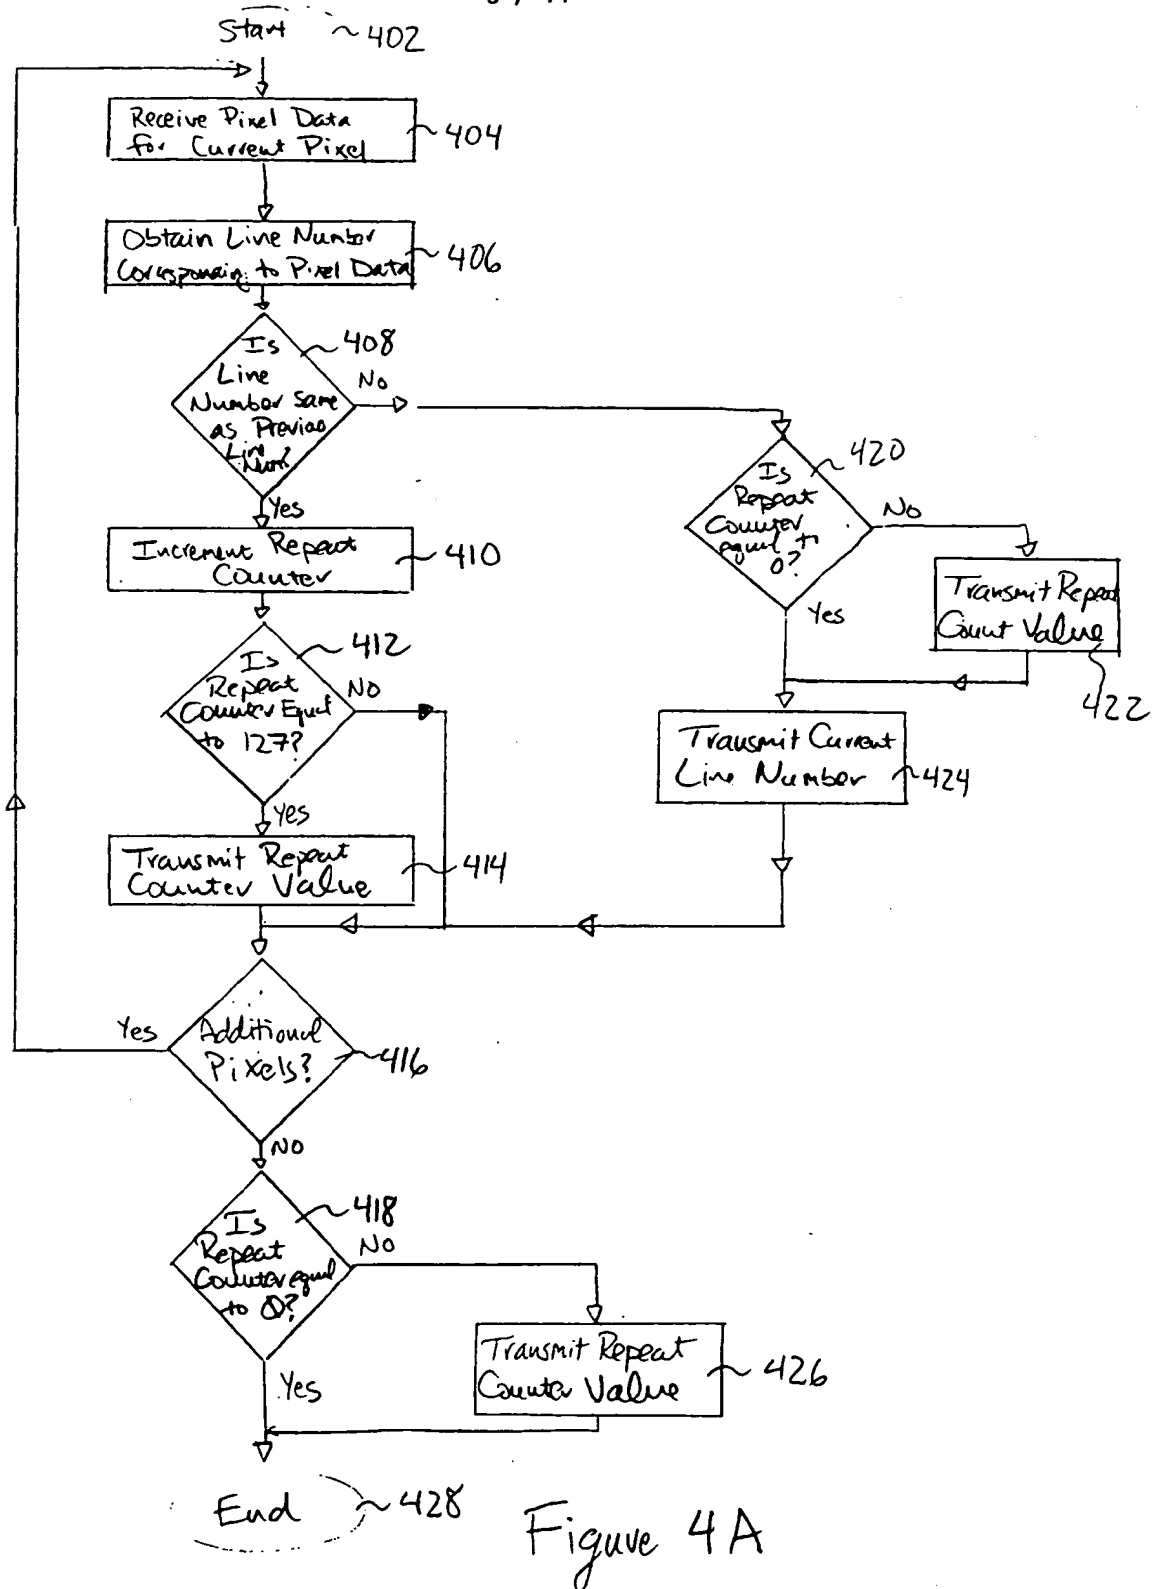 Start 402
Receive Pixel Data
for Current Pixel
404
Obtain Line Number
Corresponding to Pixel Data
406
Is
Line
Number Same
as Previous
Line
Num?
408
No
Yes
Increment Repeat
Counter
410
Is
Repeat
Counter Equal
to 127?
412
No
Yes
Transmit Repeat
Counter Value
414
Is
Repeat
Counter
equal to
0?
420
No
Yes
Transmit Repeat
Count Value
422
Transmit Current
Line Number
424
Additional
Pixels?
416
Yes
No
Is
Repeat
Counter equal
to 0?
418
No
Yes
Transmit Repeat
Counter Value
426
End 428
Figure 4A